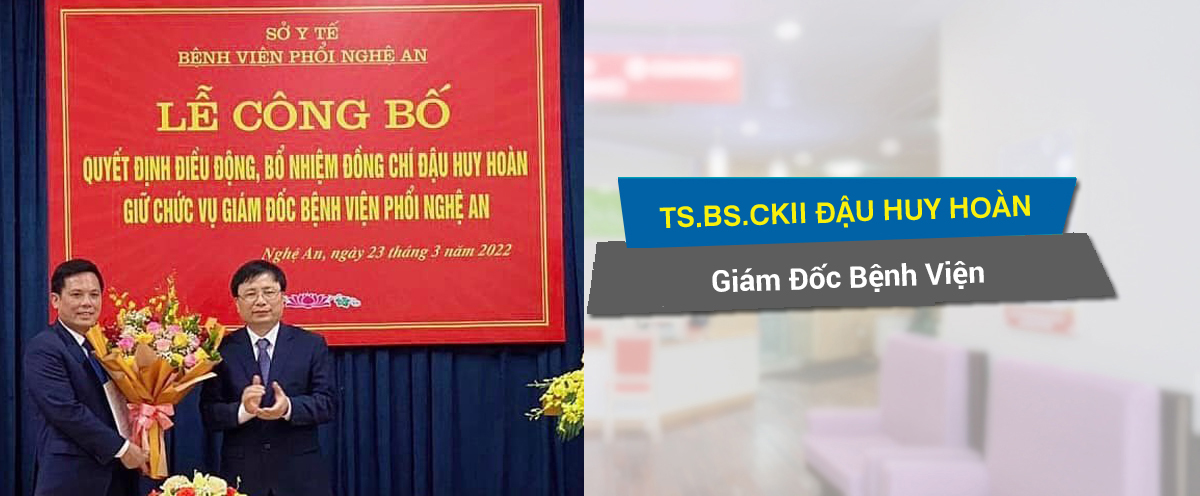 SỞ Y TẾ
BỆNH VIỆN PHỔI NGHỆ AN
LỄ CÔNG BỐ
QUYẾT ĐỊNH ĐIỀU ĐỘNG, BỔ NHIỆM ĐỒNG CHÍ ĐẬU HUY HOÀN
GIỮ CHỨC VỤ GIÁM ĐỐC BỆNH VIỆN PHỔI NGHỆ AN
Nghệ An, ngày 23 tháng 3 năm 2022
TS.BS.CKII ĐẬU HUY HOÀN
Giám Đốc Bệnh Viện